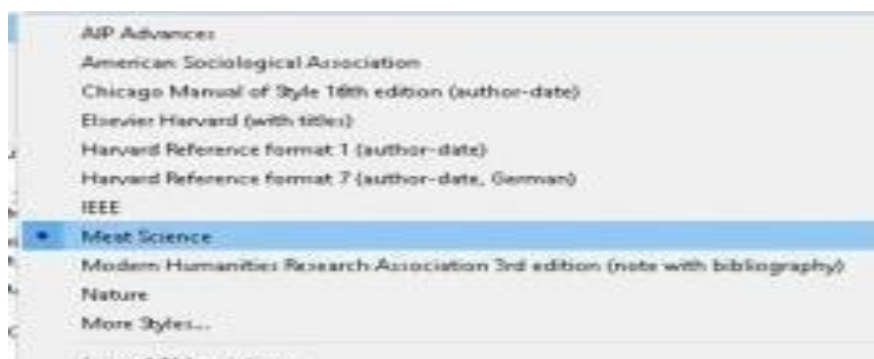 AIP Advances
American Sociological Association
Chicago Manual of Style 16th edition (author-date)
Elsevier Harvard (with titles)
Harvard Reference format 1 (author-date)
Harvard Reference format 7 (author-date, German)
IEEE
Meat Science
Modern Humanities Research Association 3rd edition (note with bibliography)
Nature
More Styles...